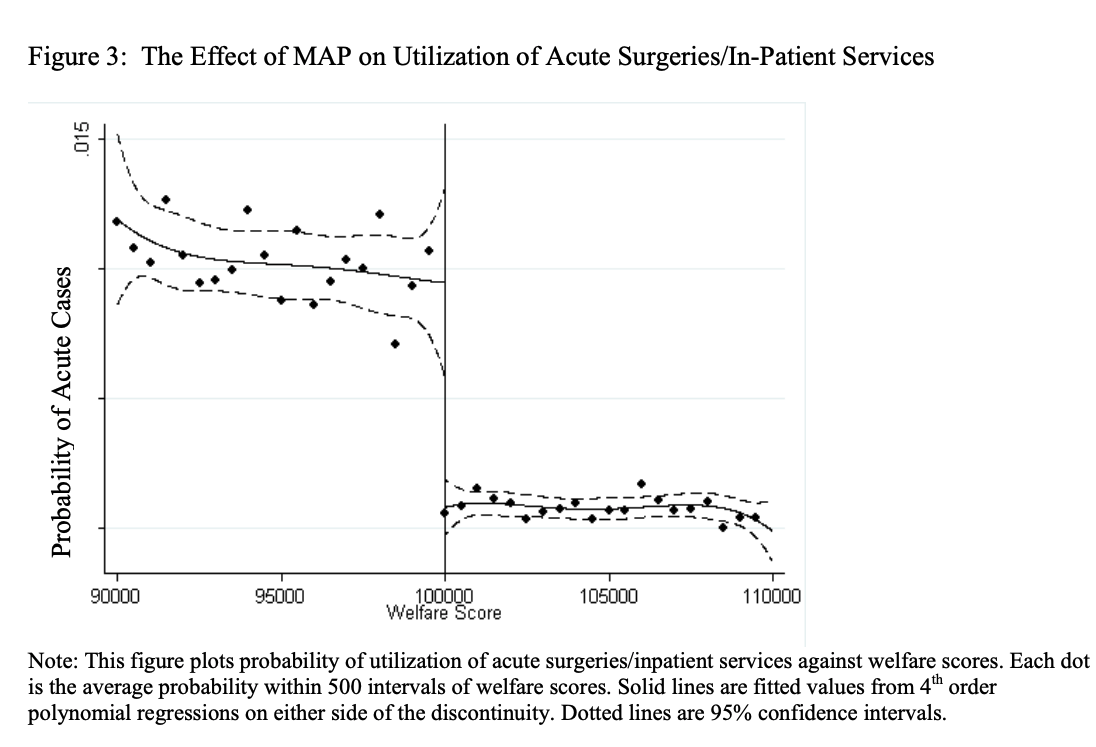 Figure 3:  The Effect of MAP on Utilization of Acute Surgeries/In-Patient Services
.015
Probability of Acute Cases
90000 95000 100000 105000 110000
Welfare Score
Note: This figure plots probability of utilization of acute surgeries/inpatient services against welfare scores. Each dot
is the average probability within 500 intervals of welfare scores. Solid lines are fitted values from 4th order
polynomial regressions on either side of the discontinuity. Dotted lines are 95% confidence intervals.